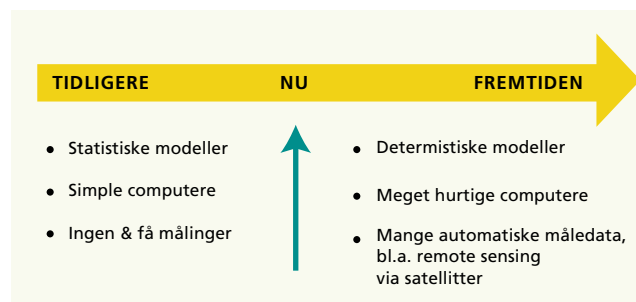 TIDLIGERE NU FREMTIDEN
Statistiske modeller
Simple computere
Ingen & få målinger
Determistiske modeller
Meget hurtige computere
Mange automatiske måledata,
bl.a. remote sensing
via satellitter